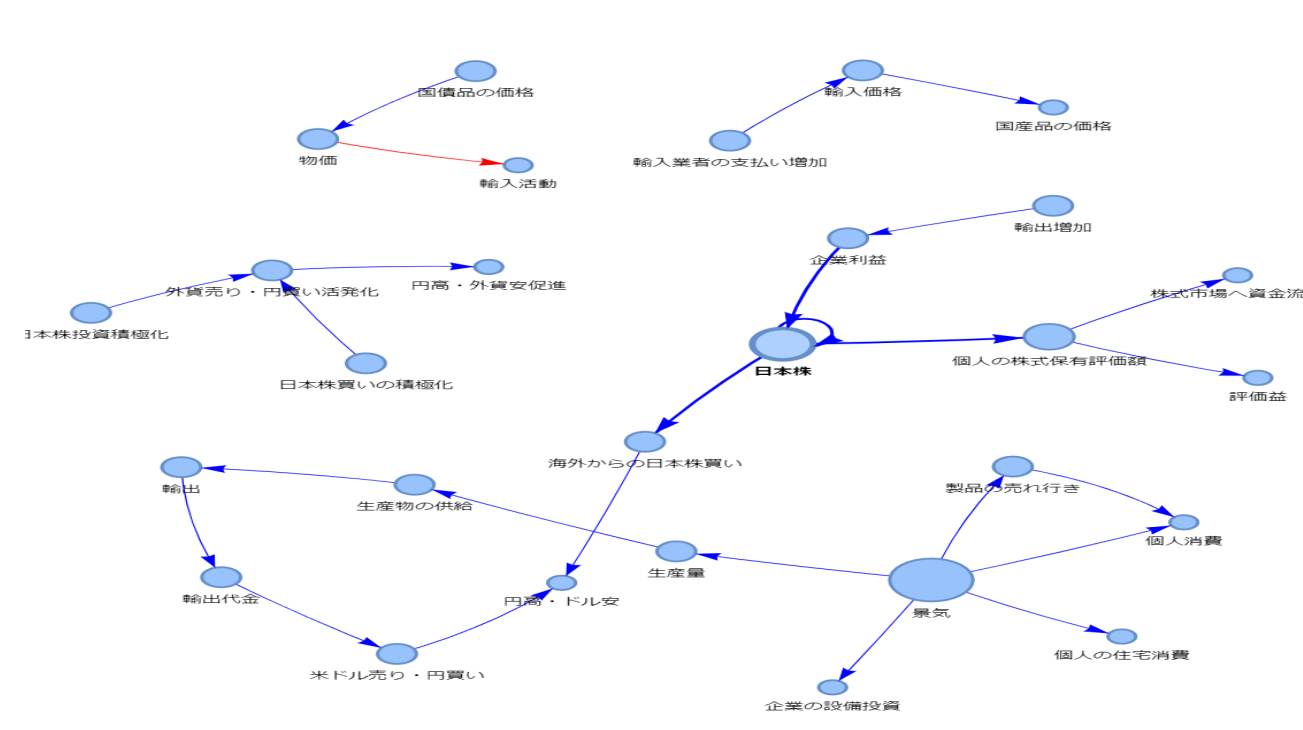 国債品の価格
輸入価格
国産品の価格
物価
輸入業者の支払い増加
輸入活動
輸出増加
企業利益
外貨売り・円買い活発化
円高・外貨安促進
株式市場へ資金流
日本株投資積極化
個人の株式保有評価額
日本株
日本株買いの積極化
評価益
海外からの日本株買い
輸出
製品の売れ行き
生産物の供給
個人消費
生産量
輸出代金
円高・ドル安
景気
個人の住宅消費
米ドル売り・円買い
企業の設備投資